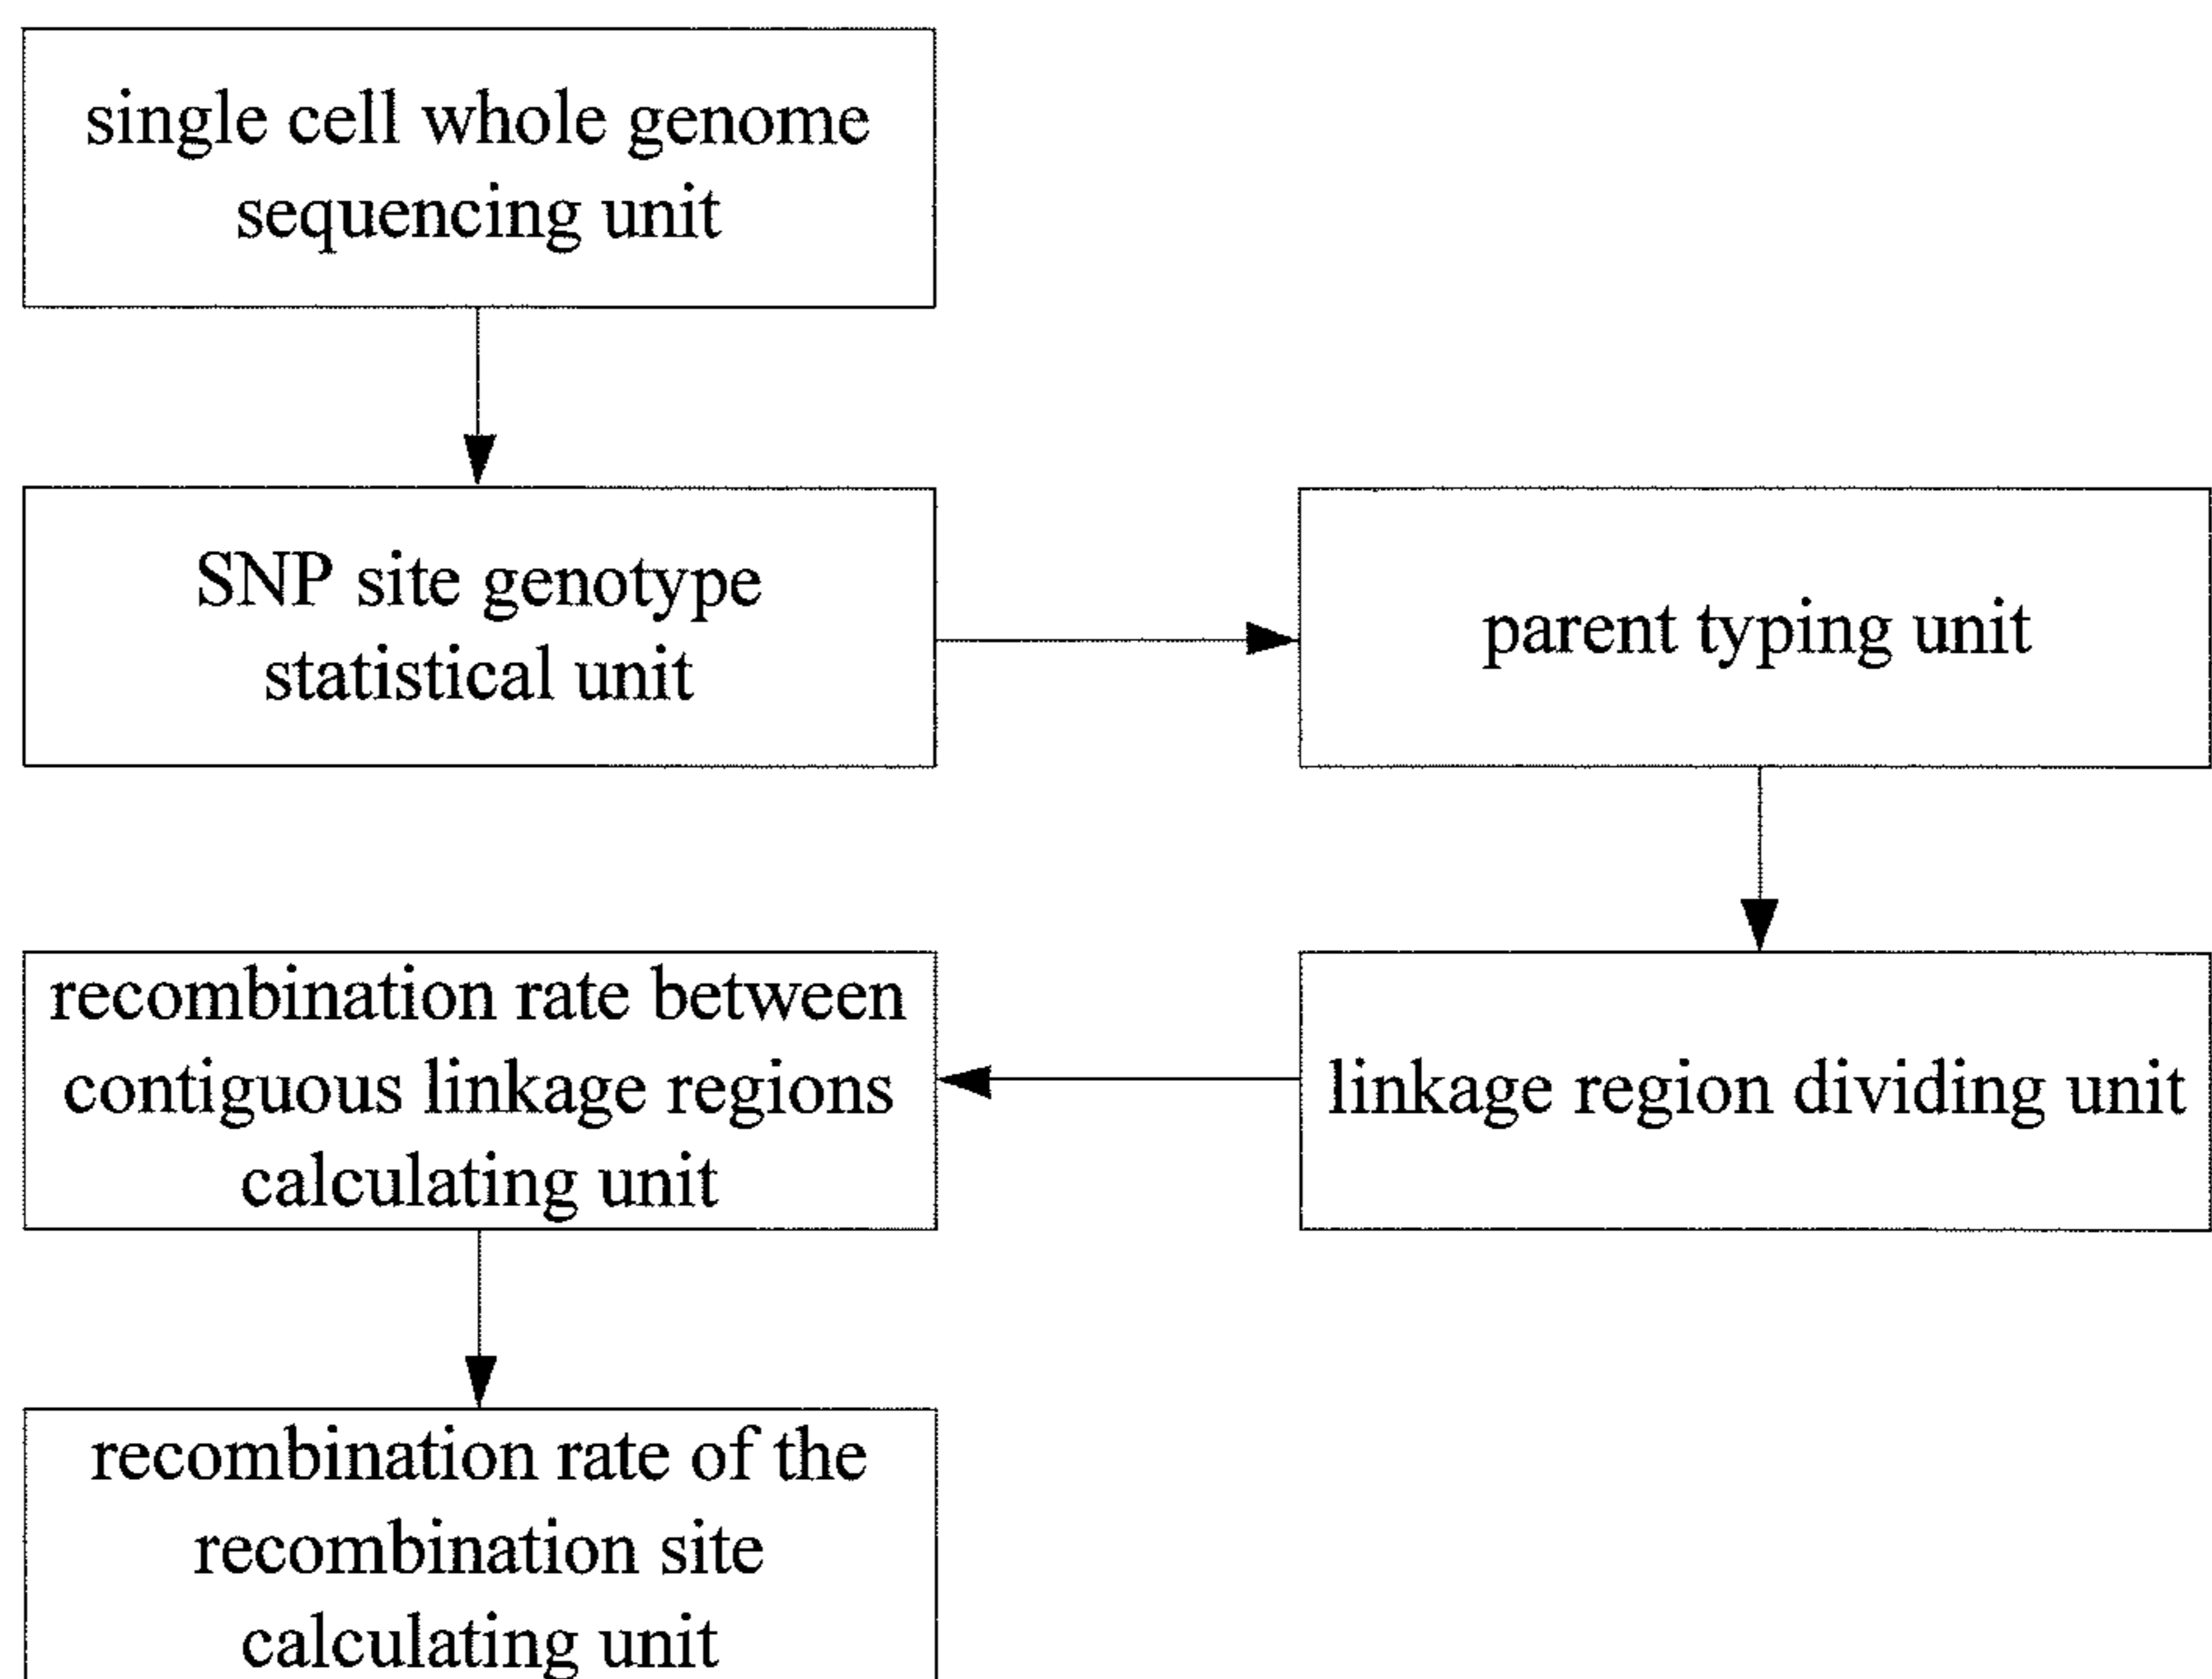 single cell whole genome
sequencing unit
SNP site genotype
statistical unit
parent typing unit
recombination rate between
contiguous linkage regions
calculating unit
linkage region dividing unit
recombination rate of the
recombination site
calculating unit